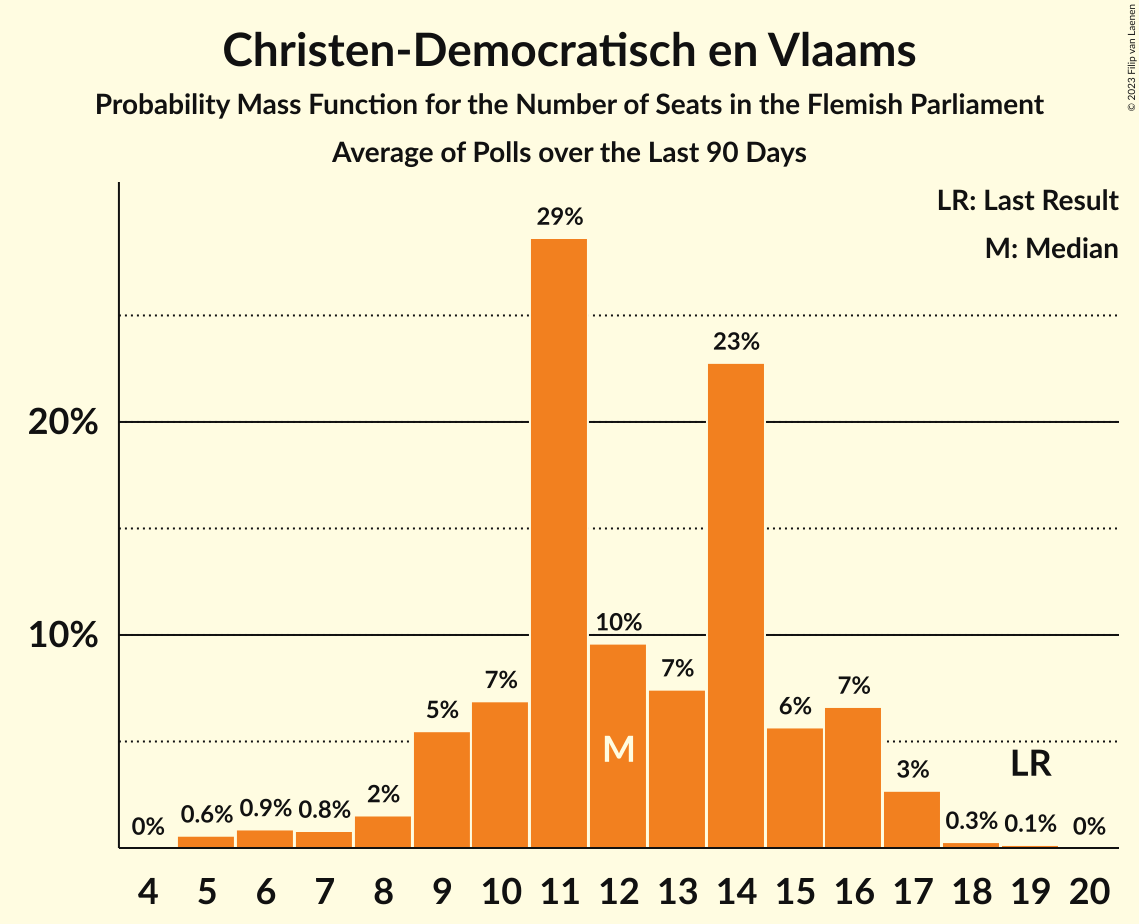 Christen-Democratisch en Vlaams
Probability Mass Function for the Number of Seats in the Flemish Parliament
Average of Polls over the Last 90 Days
© 2023 Filip van Laenen
LR: Last Result
M: Median
29%
23%
20%
10%
10%
7%
7%
7%
6%
5%
M
LR
3%
2%
0.9%
0.8%
0.6%
0.3%
0.1%
0%
0%
4 5 6 7 8 9 10 11 12 13 14 15 16 17 18 19 20